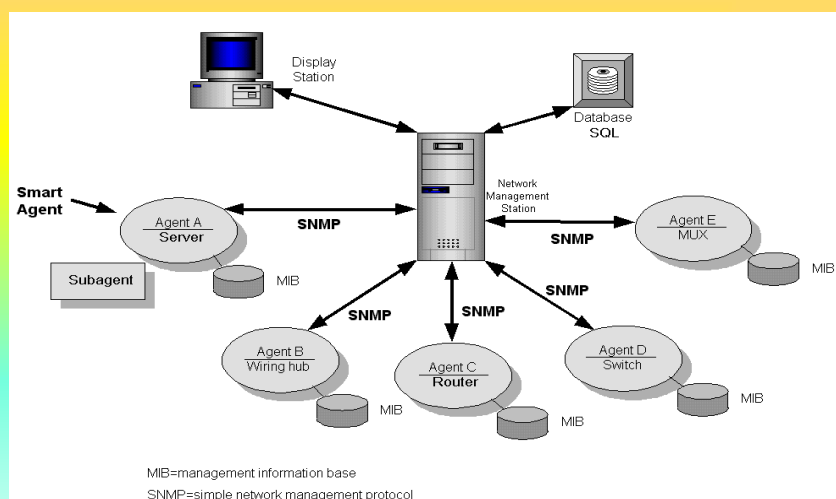 Display
Station
Database
SQL
Network
Management
Station
Smart
Agent
Agent A
Server
SNMP
Agent E
MUX
SNMP
Subagent
MIB
MIB
SNMP
SNMP
SNMP
Agent B
Wiring hub
Agent C
Router
Agent D
Switch
MIB
MIB
MIB
MIB=management information base
SNMP=simple network management protocol